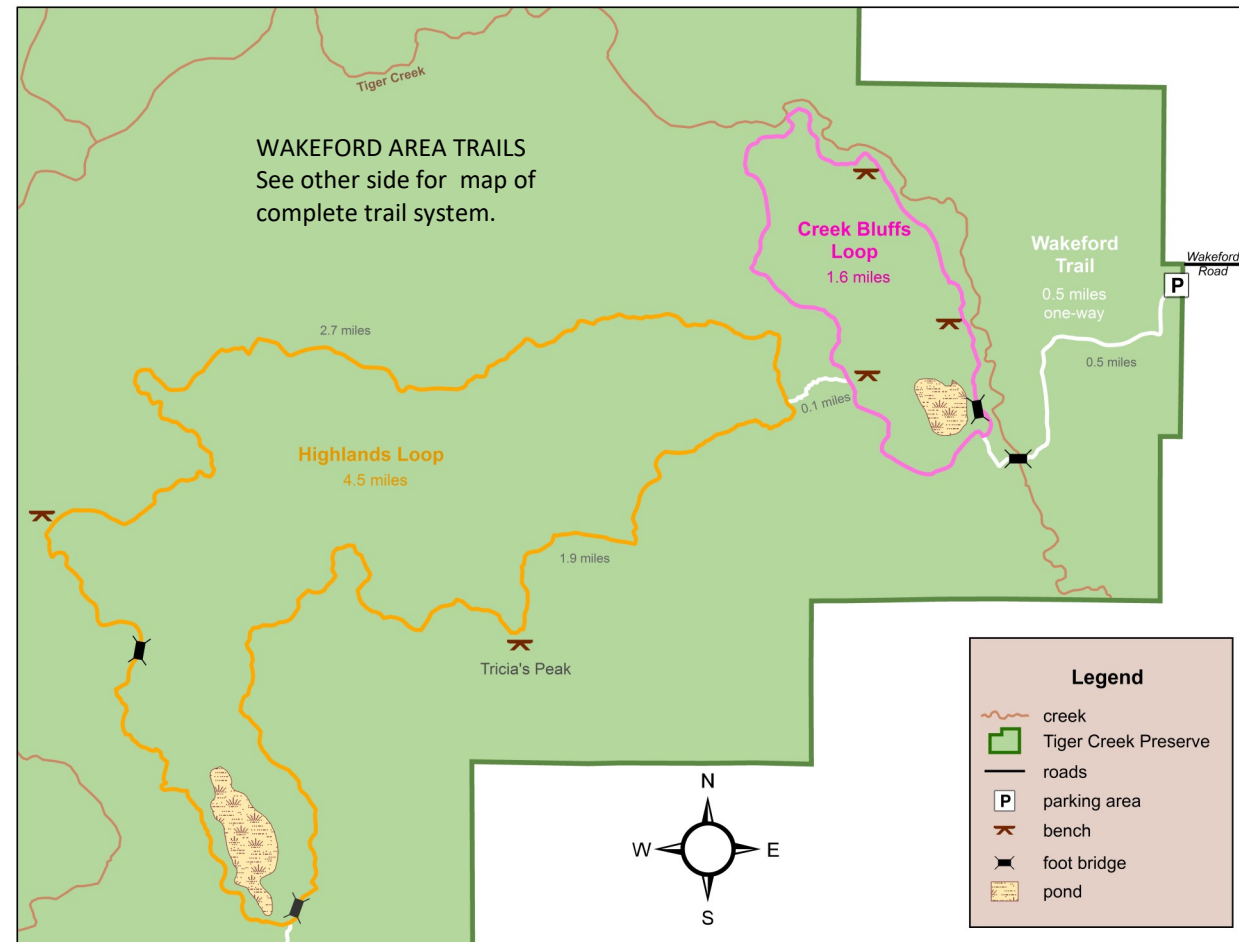 Tiger Creek
WAKEFORD AREA TRAILS
See other side for map of
complete trail system.
Creek Bluffs
Loop
1.6 miles
Wakeford
Trail
0.5 miles
one-way
Wakeford
Road
P
0.5 miles
2.7 miles
0.1 miles
Highlands Loop
4.5 miles
1.9 miles
Tricia's Peak
N
W E
S
Legend
creek
Tiger Creek Preserve
roads
P parking area
bench
foot bridge
pond